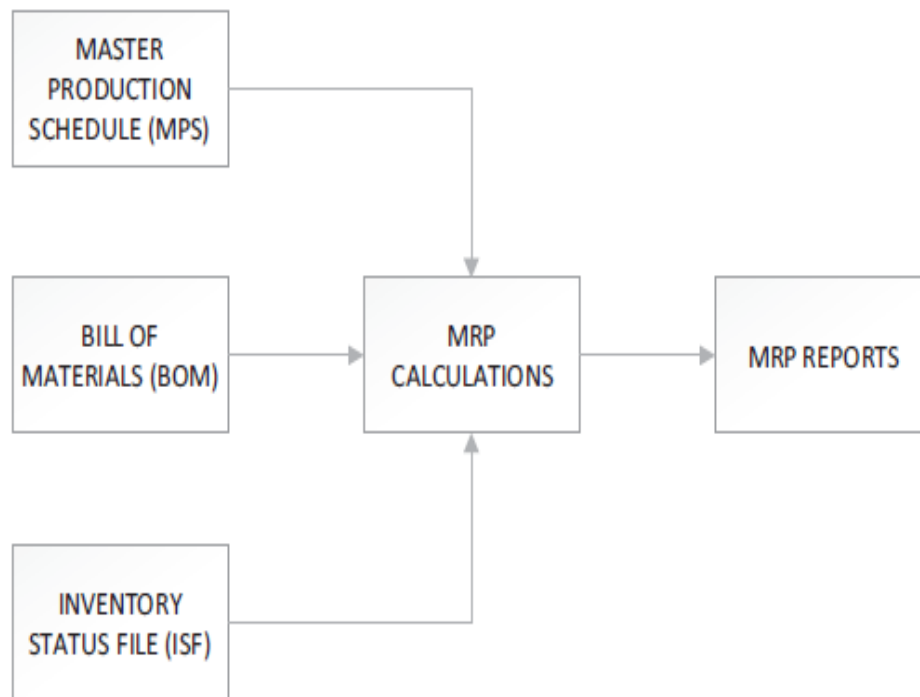 MASTER
PRODUCTION
SCHEDULE (MPS)
BILL OF
MATERIALS (BOM)
MRP
CALCULATIONS
MRP REPORTS
INVENTORY
STATUS FILE (ISF)